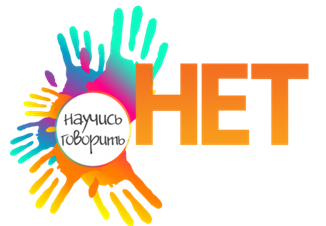 научись
говорить
НЕТ